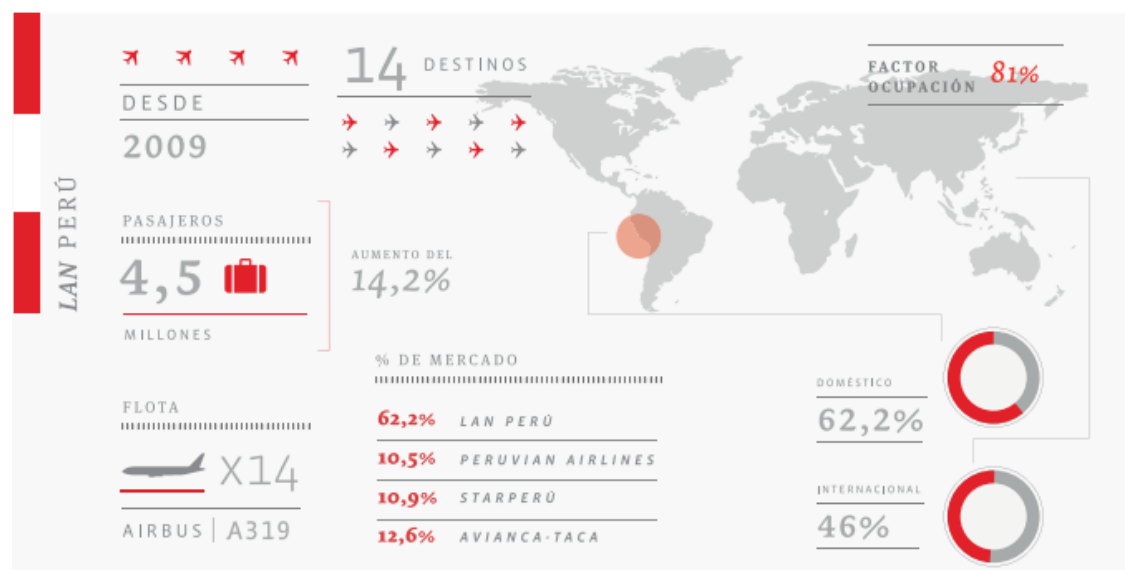 LAN PERÚ
DESDE
2009
14 DESTINOS
FACTOR
OCUPACIÓN 81%
PASAJEROS
4,5
MILLONES
AUMENTO DEL
14,2%
FLOTA
X14
AIRBUS | A319
% DE MERCADO
62,2% LAN PERÚ
10,5% PERUVIAN AIRLINES
10,9% STARPERÚ
12,6% AVIANCA-TACA
DOMÉSTICO
62,2%
INTERNACIONAL
46%